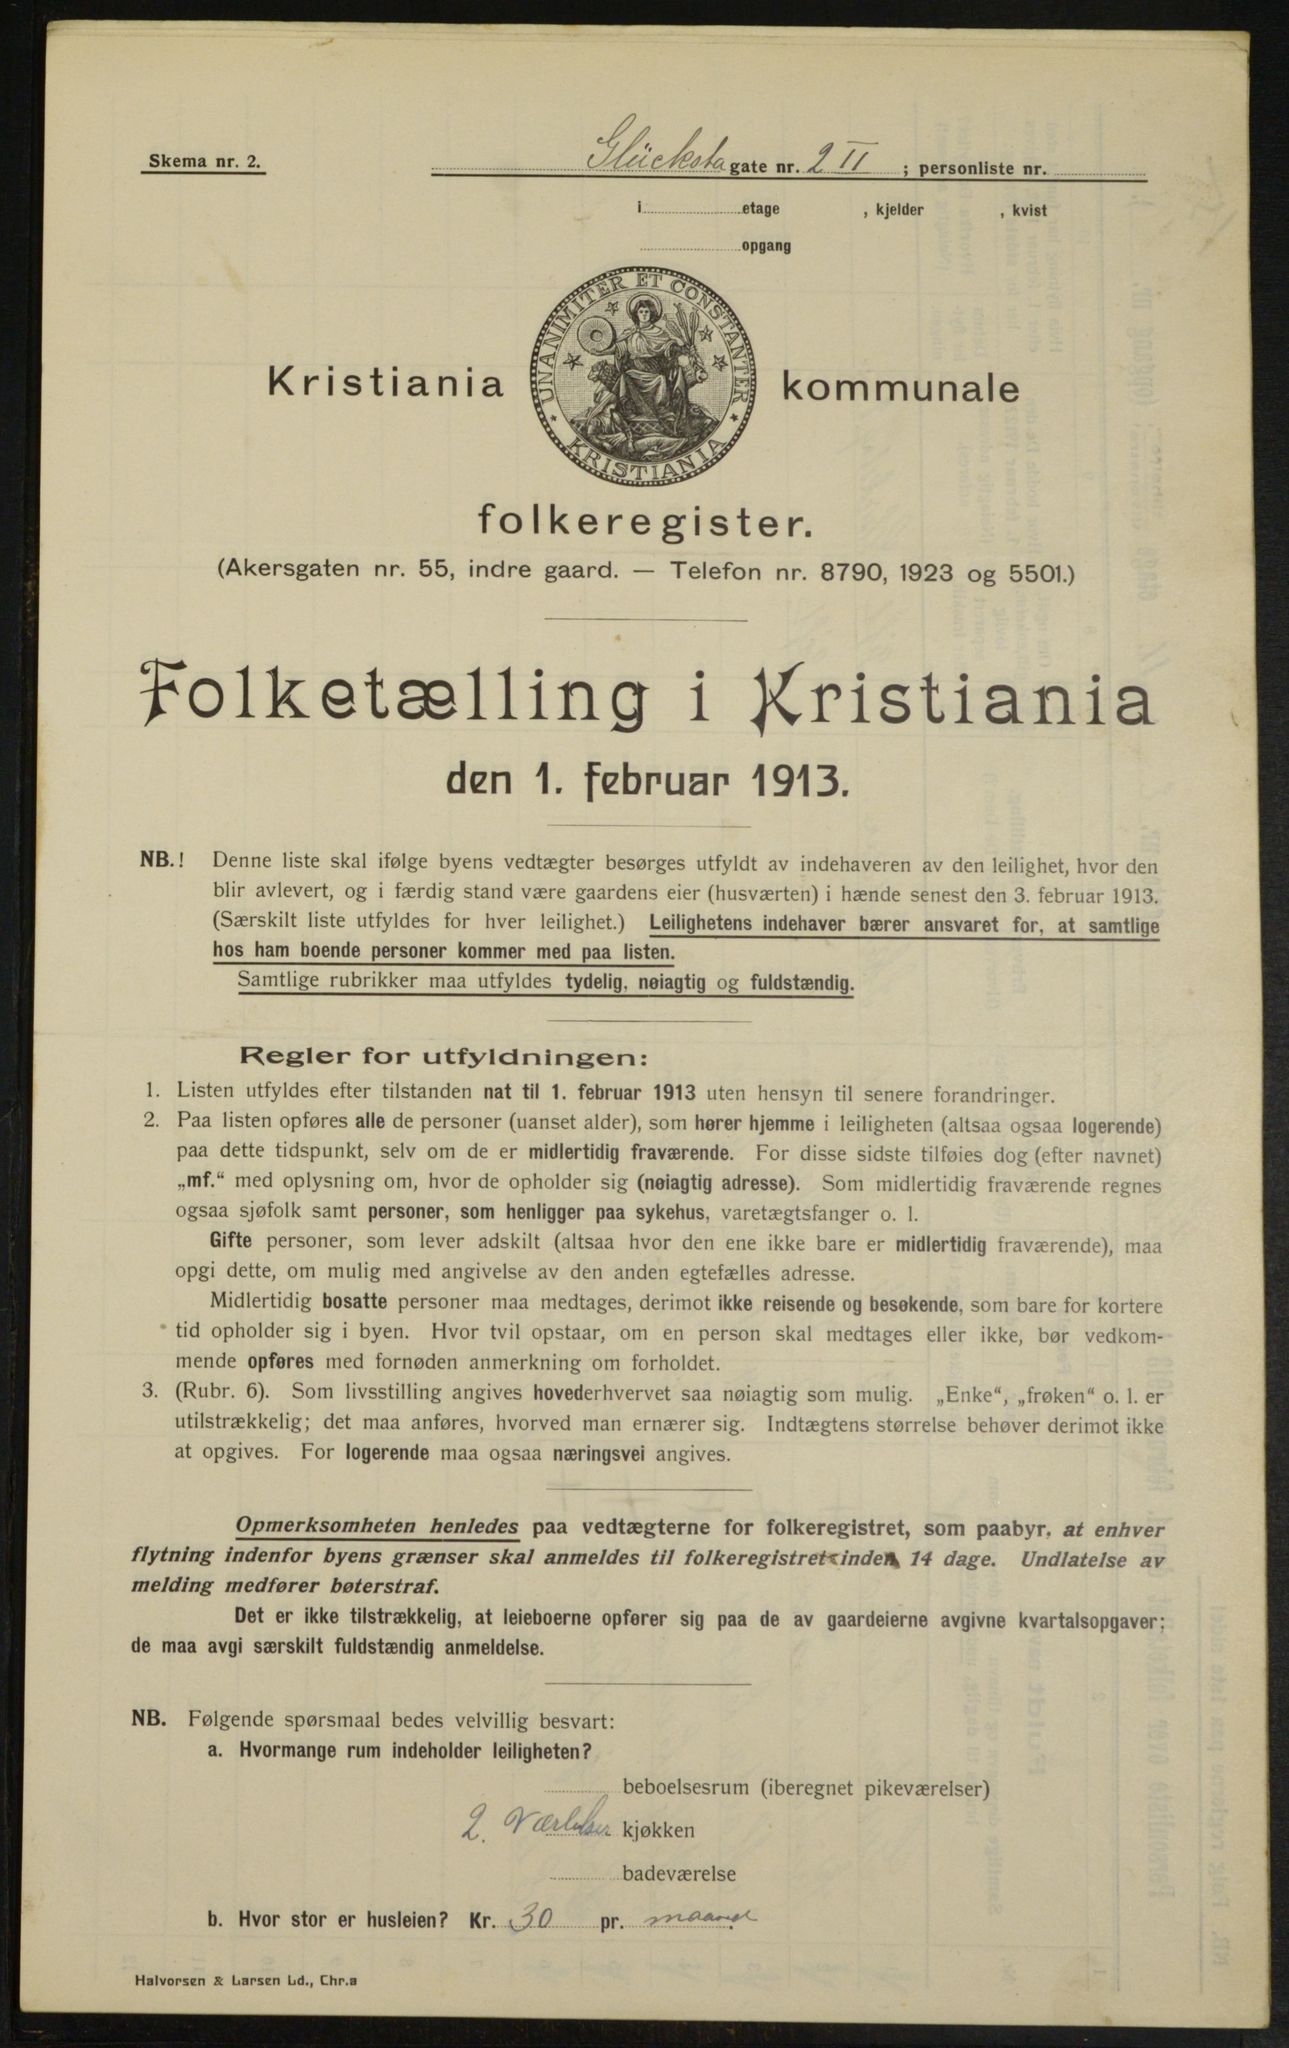 Skema nr. 2.
Glücksta gate nr. 2 II ; personliste nr.
i etage , kjelder , kvist
opgang
UNANIMITER ET CONSTANTER
KRISTIANIA
Kristiania kommunale
folkeregister.
(Akersgaten nr. 55, indre gaard. — Telefon nr. 8790, 1923 og 5501.)
Folketælling i Kristiania
den 1. februar 1913.
NB.! Denne liste skal ifølge byens vedtægter besørges utfyldt av indehaveren av den leilighet, hvor den
blir avlevert, og i færdig stand være gaardens eier (husværten) i hænde senest den 3. februar 1913.
(Særskilt liste utfyldes for hver leilighet.) Leilighetens indehaver bærer ansvaret for, at samtlige
hos ham boende personer kommer med paa listen.
Samtlige rubrikker maa utfyldes tydelig, nøiagtig og fuldstændig.
Regler for utfyldningen:
1. Listen utfyldes efter tilstanden nat til 1. februar 1913 uten hensyn til senere forandringer.
2. Paa listen opføres alle de personer (uanset alder), som hører hjemme i leiligheten (altsaa ogsaa logerende)
paa dette tidspunkt, selv om de er midlertidig fraværende. For disse sidste tilføies dog (efter navnet)
„mf.“ med oplysning om, hvor de opholder sig (nøiagtig adresse). Som midlertidig fraværende regnes
ogsaa sjøfolk samt personer, som henligger paa sykehus, varetægtsfanger o. l.
Gifte personer, som lever adskilt (altsaa hvor den ene ikke bare er midlertidig fraværende), maa
opgi dette, om mulig med angivelse av den anden egtefælles adresse.
Midlertidig bosatte personer maa medtages, derimot ikke reisende og besøkende, som bare for kortere
tid opholder sig i byen. Hvor tvil opstaar, om en person skal medtages eller ikke, bør vedkom-
mende opføres med fornøden anmerkning om forholdet.
3. (Rubr. 6). Som livsstilling angives hovederhvervet saa nøiagtig som mulig. „Enke“, „frøken“ o. l. er
utilstrækkelig; det maa anføres, hvorved man ernærer sig. Indtægtens størrelse behøver derimot ikke
at opgives. For logerende maa ogsaa næringsvei angives.
Opmerksomheten henledes paa vedtægterne for folkeregistret, som paabyr, at enhver
flytning indenfor byens grænser skal anmeldes til folkeregistret inden 14 dage. Undlatelse av
melding medfører bøterstraf.
Det er ikke tilstrækkelig, at leieboerne opfører sig paa de av gaardeierne avgivne kvartalsopgaver;
de maa avgi særskilt fuldstændig anmeldelse.
NB. Følgende spørsmaal bedes velvillig besvart:
a. Hvormange rum indeholder leiligheten?
beboelsesrum (iberegnet pikeværelser)
2. Værelser kjøkken
badeværelse
b. Hvor stor er husleien? Kr. 30 pr. maaned
Halvorsen & Larsen Ld., Chr.a